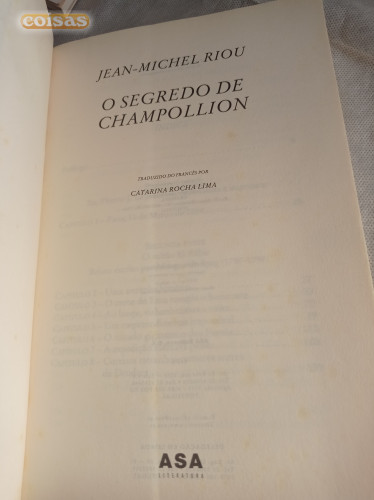 coisas
JEAN-MICHEL RIOU
O SEGREDO DE
CHAMPOLLION
TRADUZIDO DO FRANCÊS POR
CATARINA ROCHA LIMA
ASA
LITERATURA